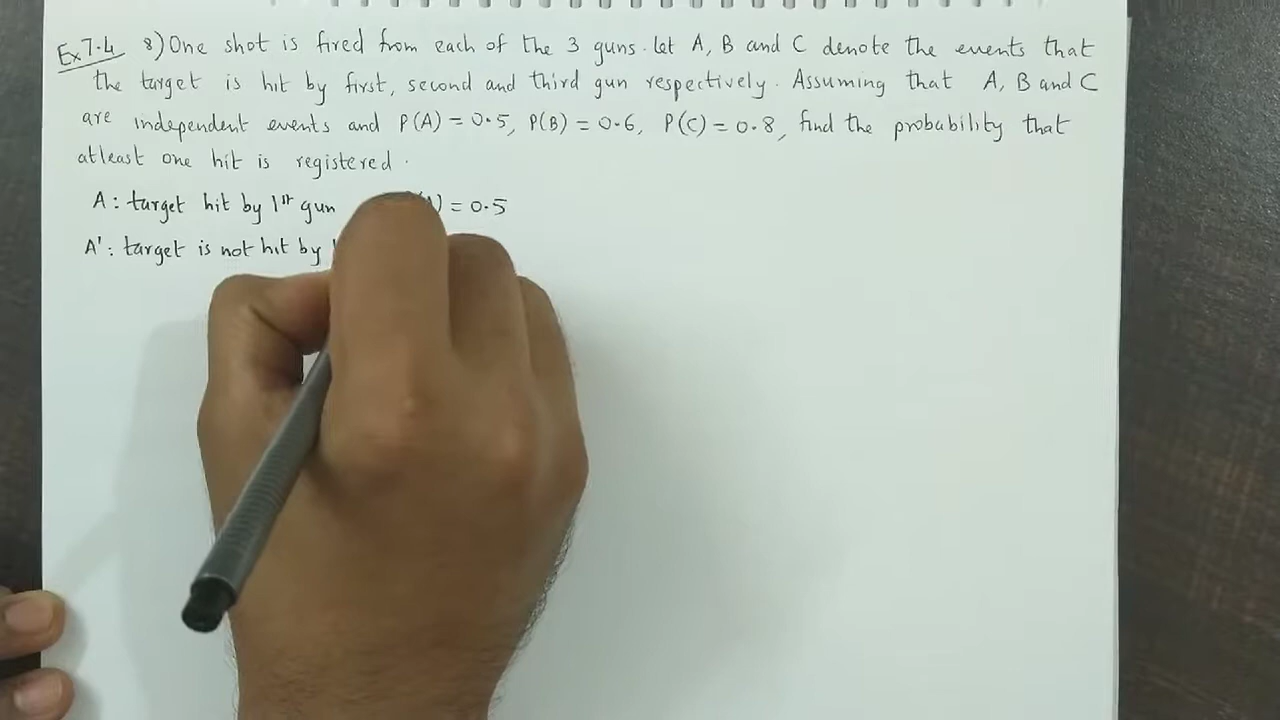 Ex 7.4 8) One shot is fired from each of the 3 guns. let A, B and C denote the events that
the target is hit by first, second and third gun respectively. Assuming that A, B and C
are independent events and P(A) = 0.5, P(B) = 0.6, P(C) = 0.8, find the probability that
atleast one hit is registered.
A: target hit by 1st gun A) = 0.5
A': target is not hit by